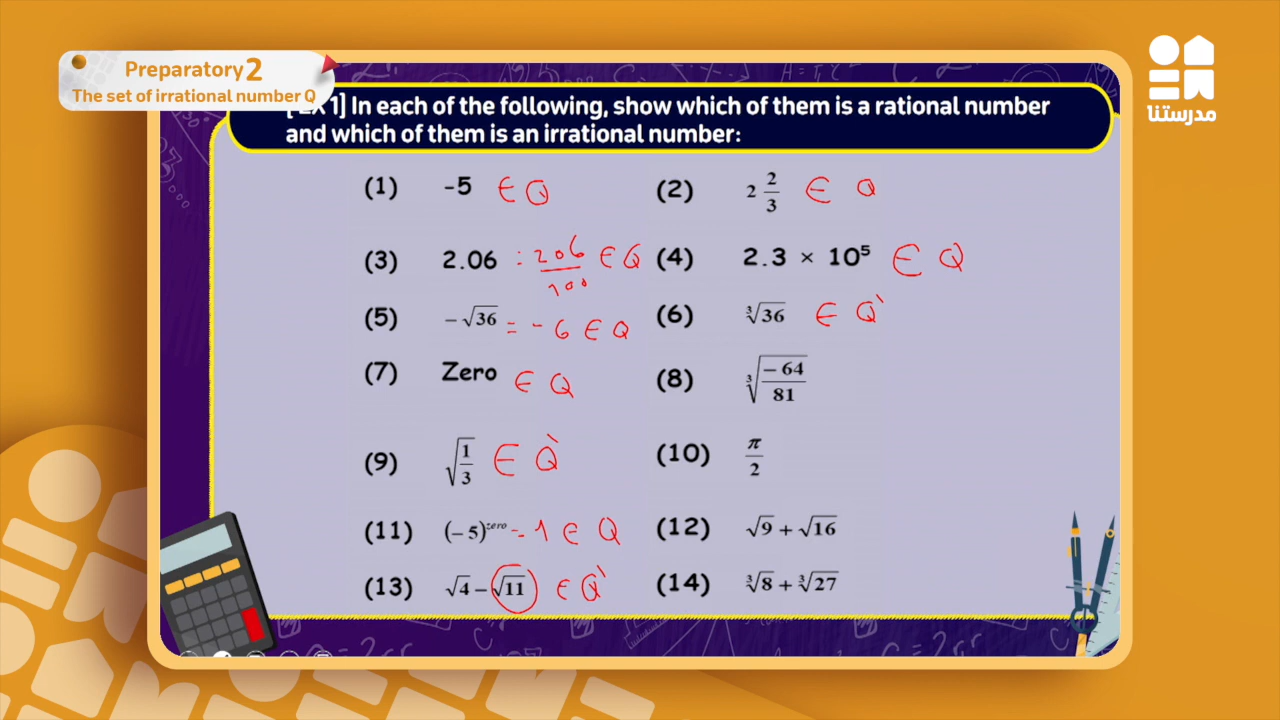 Preparatory 2
The set of irrational number Q
1] In each of the following, show which of them is a rational number
and which of them is an irrational number:
مدرستنا
(1) -5 ∈ Q
(2) 2 2/3 ∈ Q
(3) 2.06 = 206/100 ∈ Q
(4) 2.3 × 10⁵ ∈ Q
(5) −√36 = -6 ∈ Q
(6) ∛36 ∈ Q`
(7) Zero ∈ Q
(8) ∛(−64/81)
(9) √(1/3) ∈ Q`
(10) π/2
(11) (−5)^zero = 1 ∈ Q
(12) √9 + √16
(13) √4 − √11 ∈ Q`
(14) ∛8 + ∛27